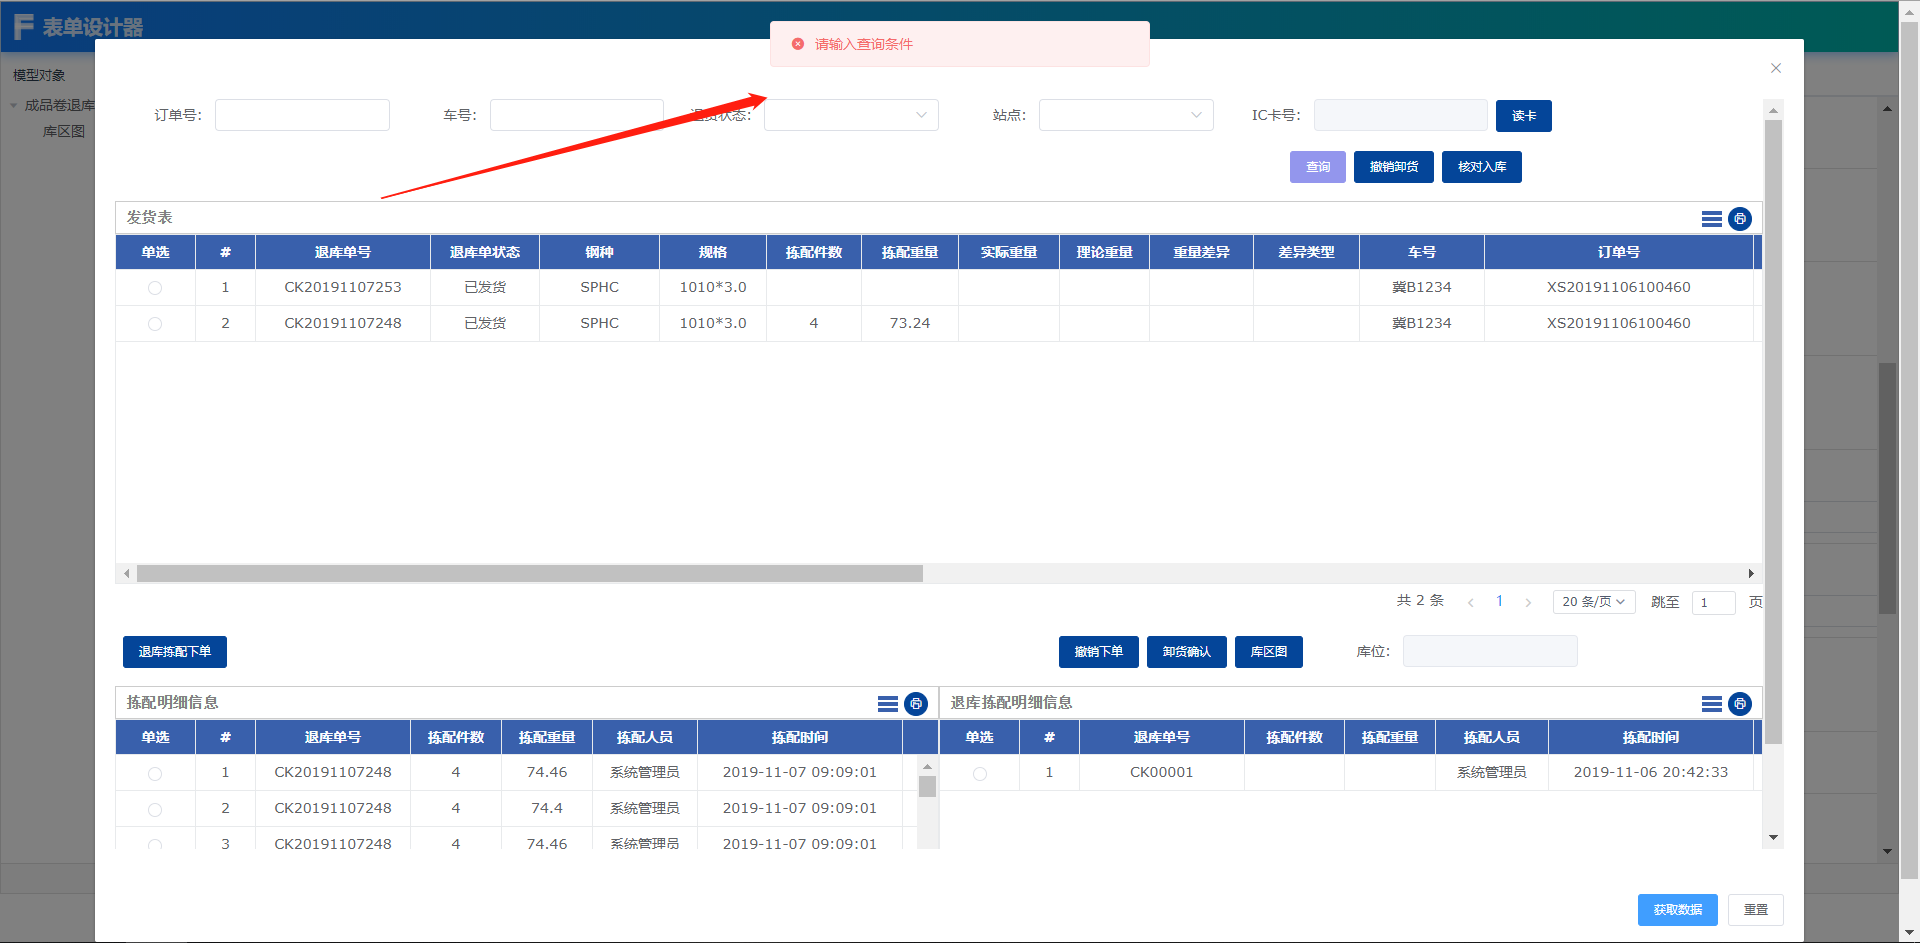 表单设计器
请输入查询条件
模型对象
成品卷退库
库区图
订单号:
车号:
退货状态:
站点:
IC卡号:
读卡
查询
撤销卸货
核对入库
发货表
单选 # 退库单号 退库单状态 钢种 规格 拣配件数 拣配重量 实际重量 理论重量 重量差异 差异类型 车号 订单号
1 CK20191107253 已发货 SPHC 1010*3.0 冀B1234 XS20191106100460
2 CK20191107248 已发货 SPHC 1010*3.0 4 73.24 冀B1234 XS20191106100460
共 2 条 1 20 条/页 跳至 1 页
退库拣配下单
撤销下单
卸货确认
库区图
库位:
拣配明细信息
单选 # 退库单号 拣配件数 拣配重量 拣配人员 拣配时间
1 CK20191107248 4 74.46 系统管理员 2019-11-07 09:09:01
2 CK20191107248 4 74.4 系统管理员 2019-11-07 09:09:01
3 CK20191107248 4 74.46 系统管理员 2019-11-07 09:09:01
退库拣配明细信息
单选 # 退库单号 拣配件数 拣配重量 拣配人员 拣配时间
1 CK00001 系统管理员 2019-11-06 20:42:33
获取数据
重置